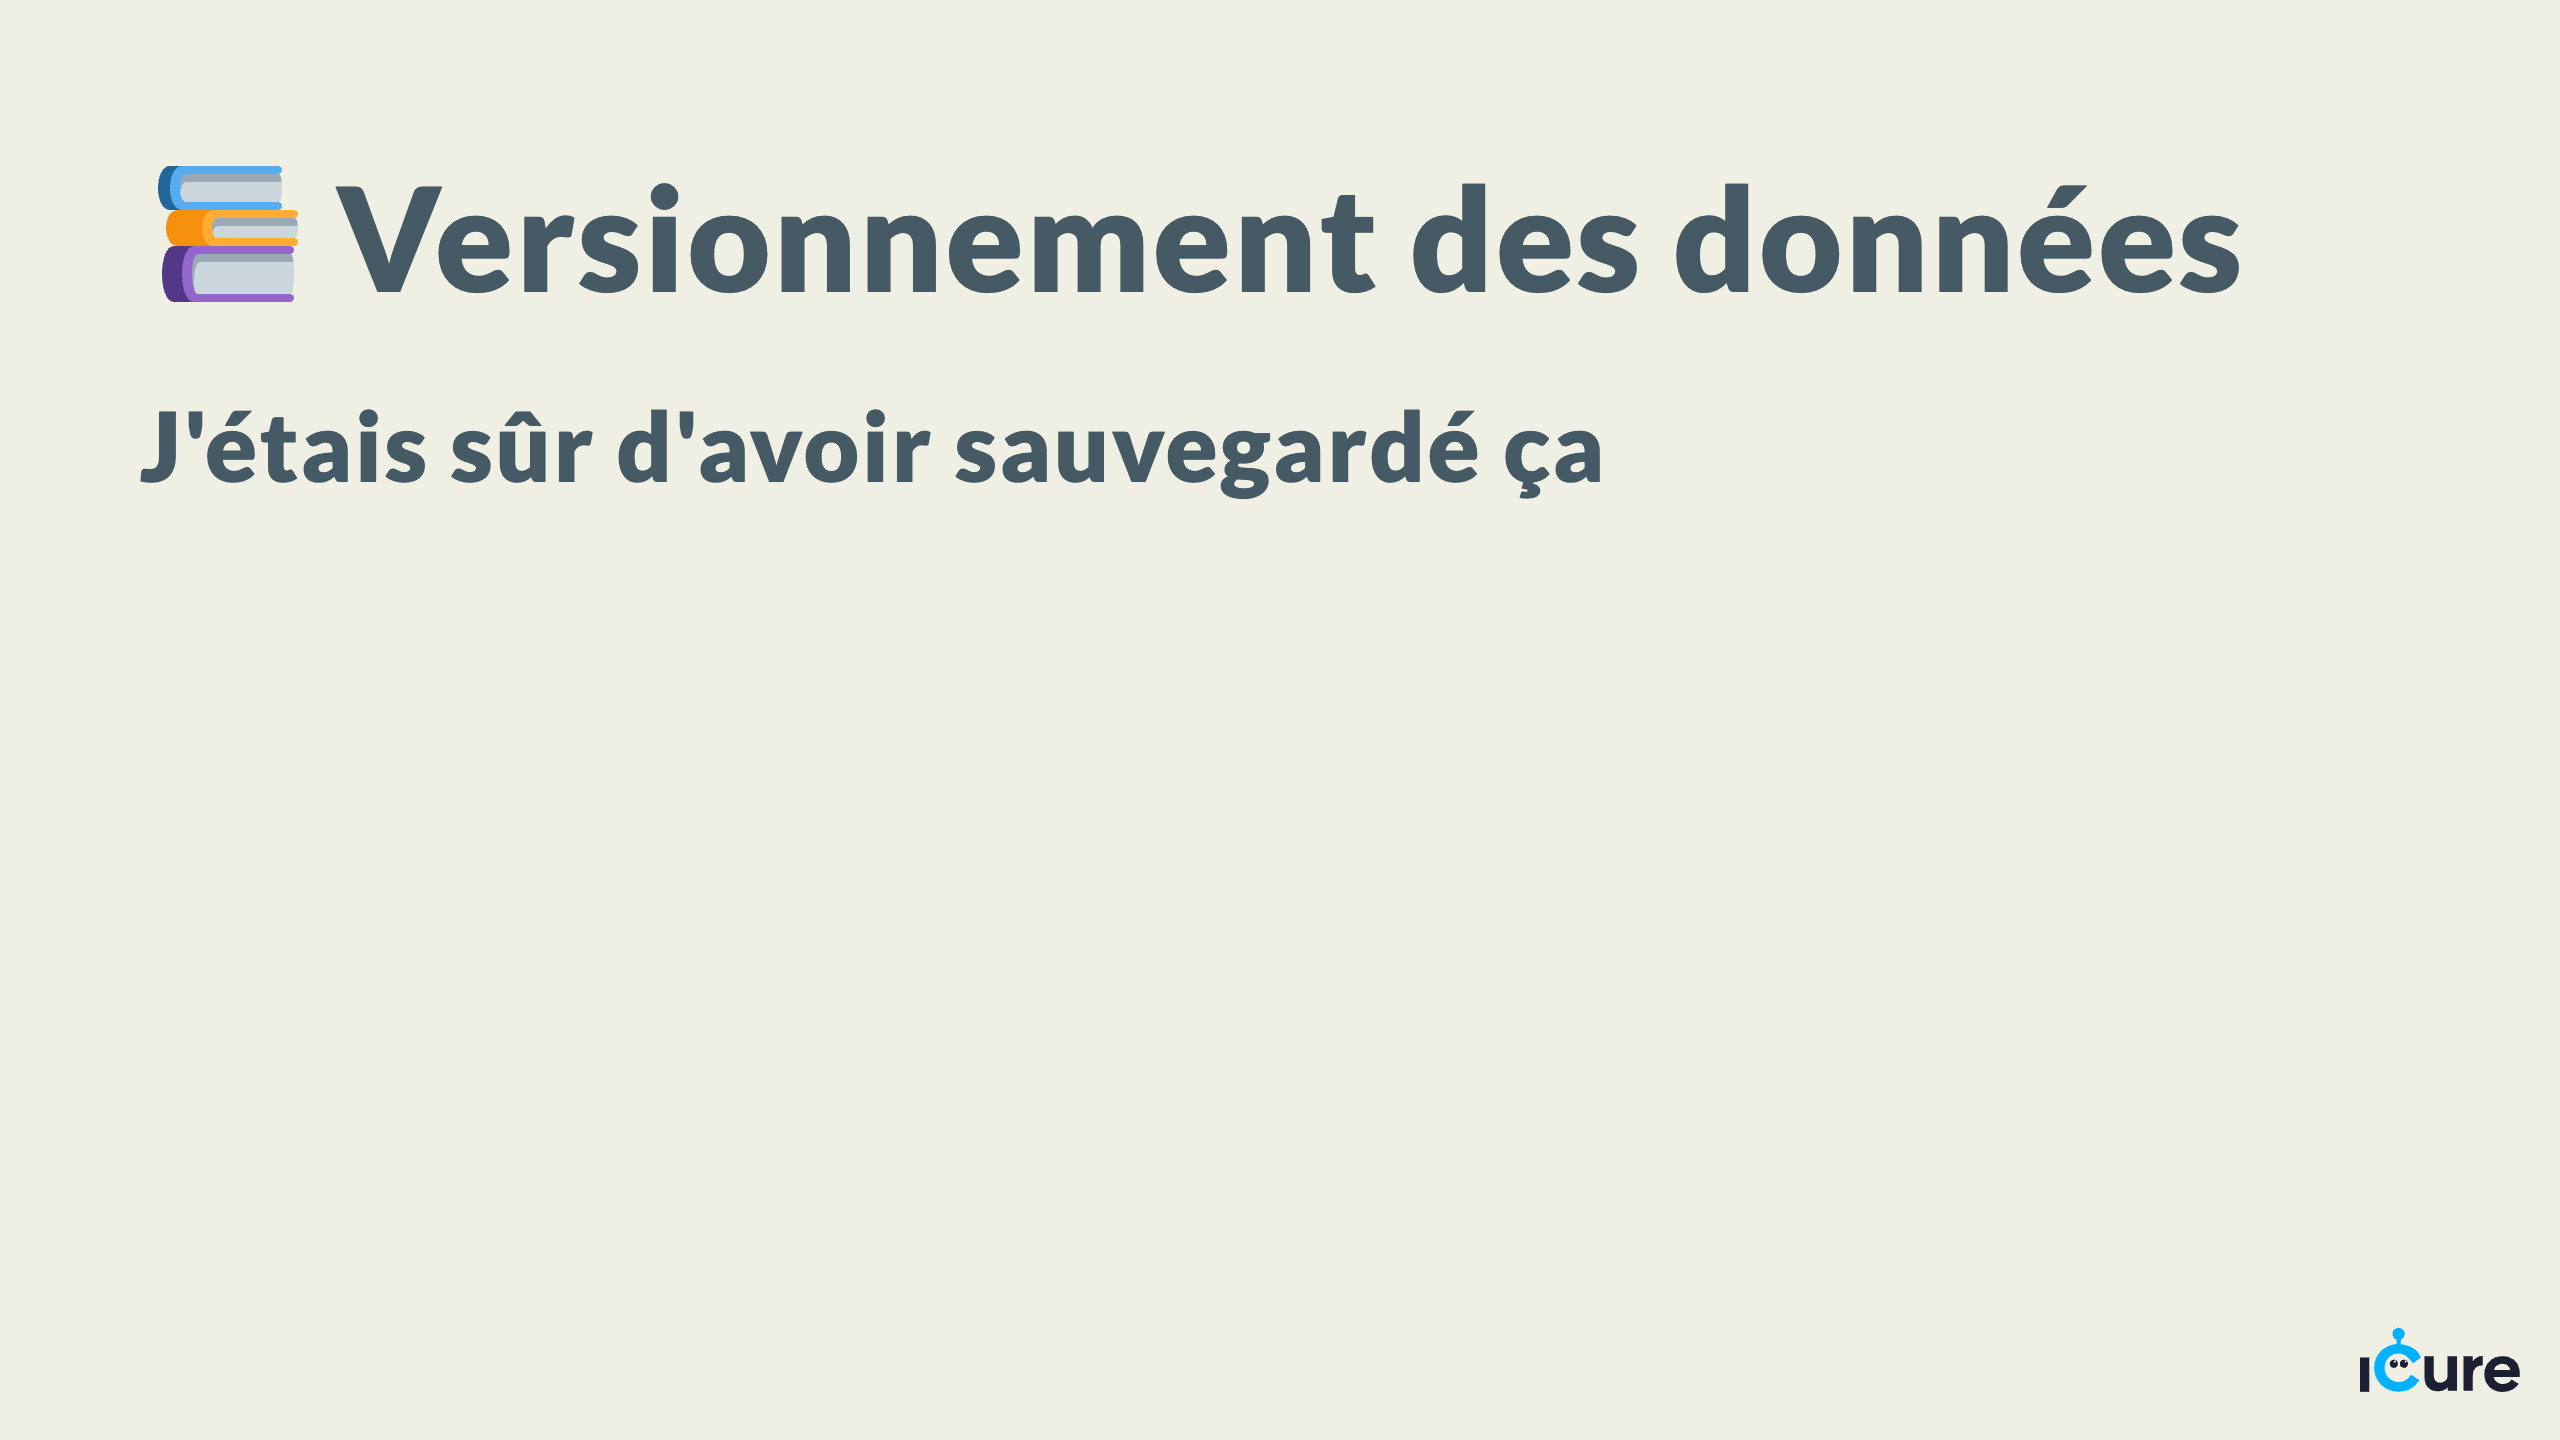 Versionnement des données
J'étais sûr d'avoir sauvegardé ça
iCure